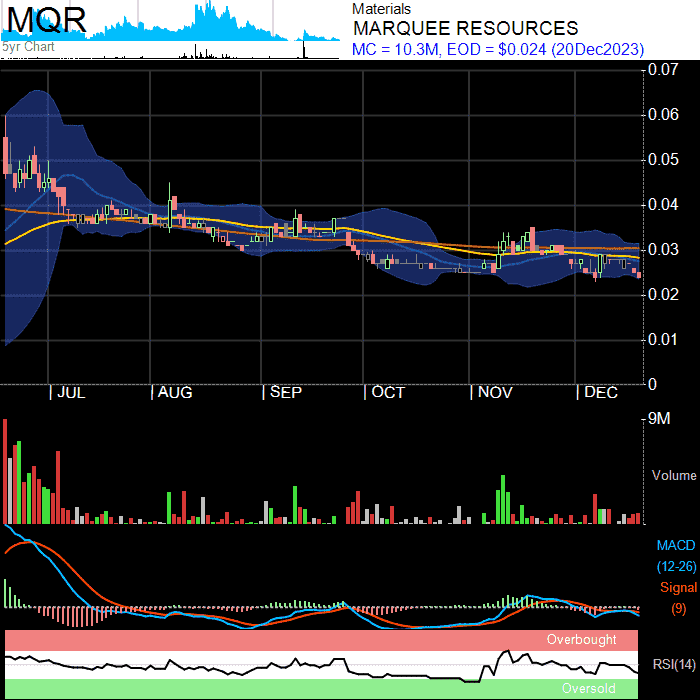 MQR
5yr Chart
Materials
MARQUEE RESOURCES
MC = 10.3M, EOD = $0.024 (20Dec2023)
0.07
0.06
0.05
0.04
0.03
0.02
0.01
0
JUL AUG SEP OCT NOV DEC
9M
Volume
MACD
(12-26)
Signal
(9)
Overbought
RSI(14)
Oversold